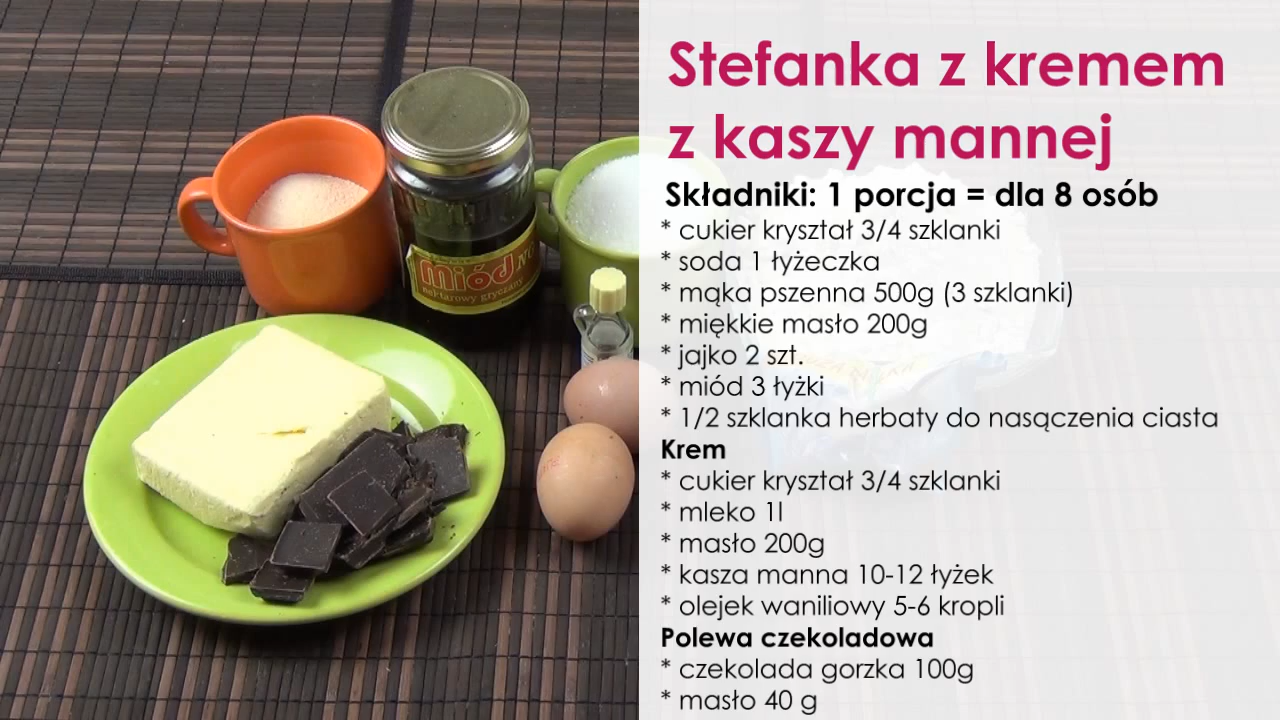 Stefanka z kremem
z kaszy mannej
Składniki: 1 porcja = dla 8 osób
* cukier kryształ 3/4 szklanki
* soda 1 łyżeczka
* mąka pszenna 500g (3 szklanki)
* miękkie masło 200g
* jajko 2 szt.
* miód 3 łyżki
* 1/2 szklanka herbaty do nasączenia ciasta
Krem
* cukier kryształ 3/4 szklanki
* mleko 1l
* masło 200g
* kasza manna 10-12 łyżek
* olejek waniliowy 5-6 kropli
Polewa czekoladowa
* czekolada gorzka 100g
* masło 40 g
Miód
nektarowy gryczany